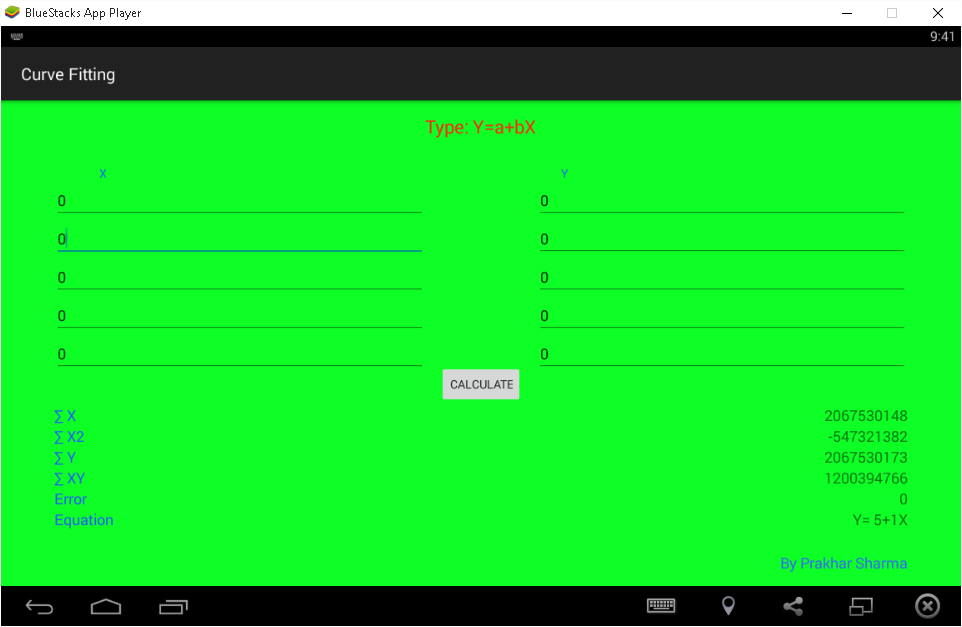 BlueStacks App Player
9:41
Curve Fitting
Type: Y=a+bX
X Y
0 0
0 0
0 0
0 0
0 0
CALCULATE
∑ X 2067530148
∑ X2 -547321382
∑ Y 2067530173
∑ XY 1200394766
Error 0
Equation Y= 5+1X
By Prakhar Sharma